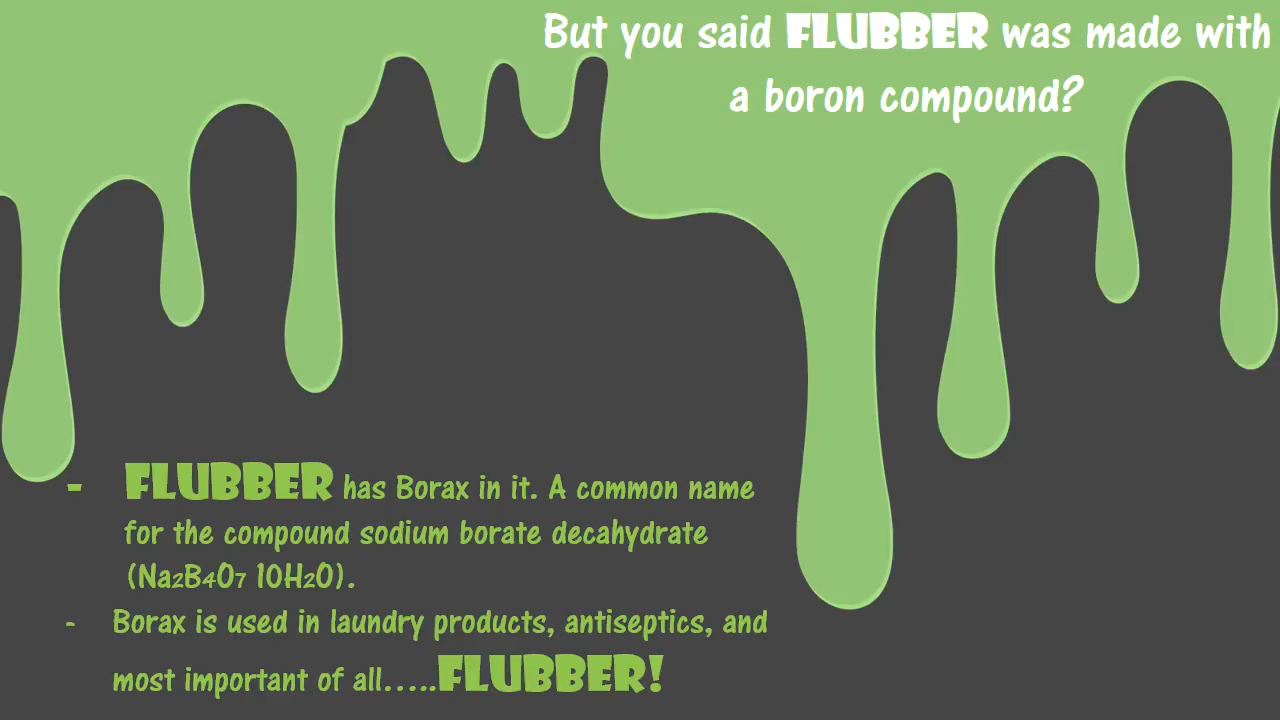 But you said FLUBBER was made with
a boron compound?
- FLUBBER has Borax in it. A common name
for the compound sodium borate decahydrate
(Na₂B₄O₇ 10H₂O).
- Borax is used in laundry products, antiseptics, and
most important of all.....FLUBBER!